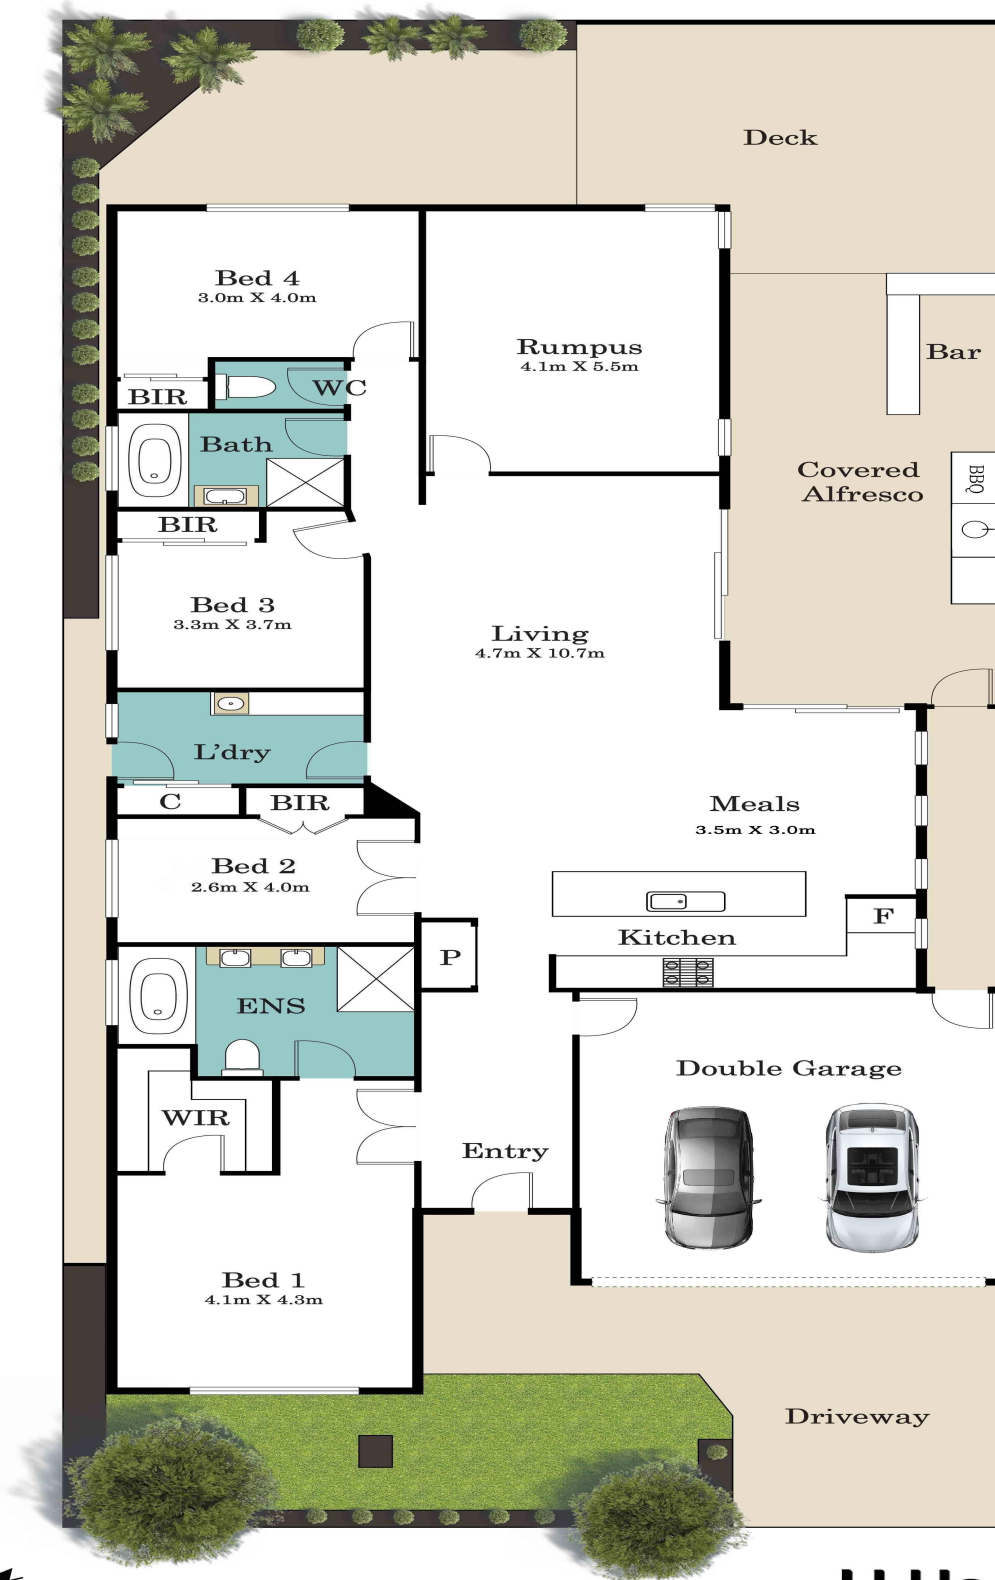 Deck
Bed 4
3.0m X 4.0m
Rumpus
4.1m X 5.5m
Bar
BIR
WC
Bath
Covered
Alfresco
BBQ
BIR
Bed 3
3.3m X 3.7m
Living
4.7m X 10.7m
L'dry
C
BIR
Meals
3.5m X 3.0m
Bed 2
2.6m X 4.0m
F
Kitchen
P
ENS
Double Garage
WIR
Entry
Bed 1
4.1m X 4.3m
Driveway